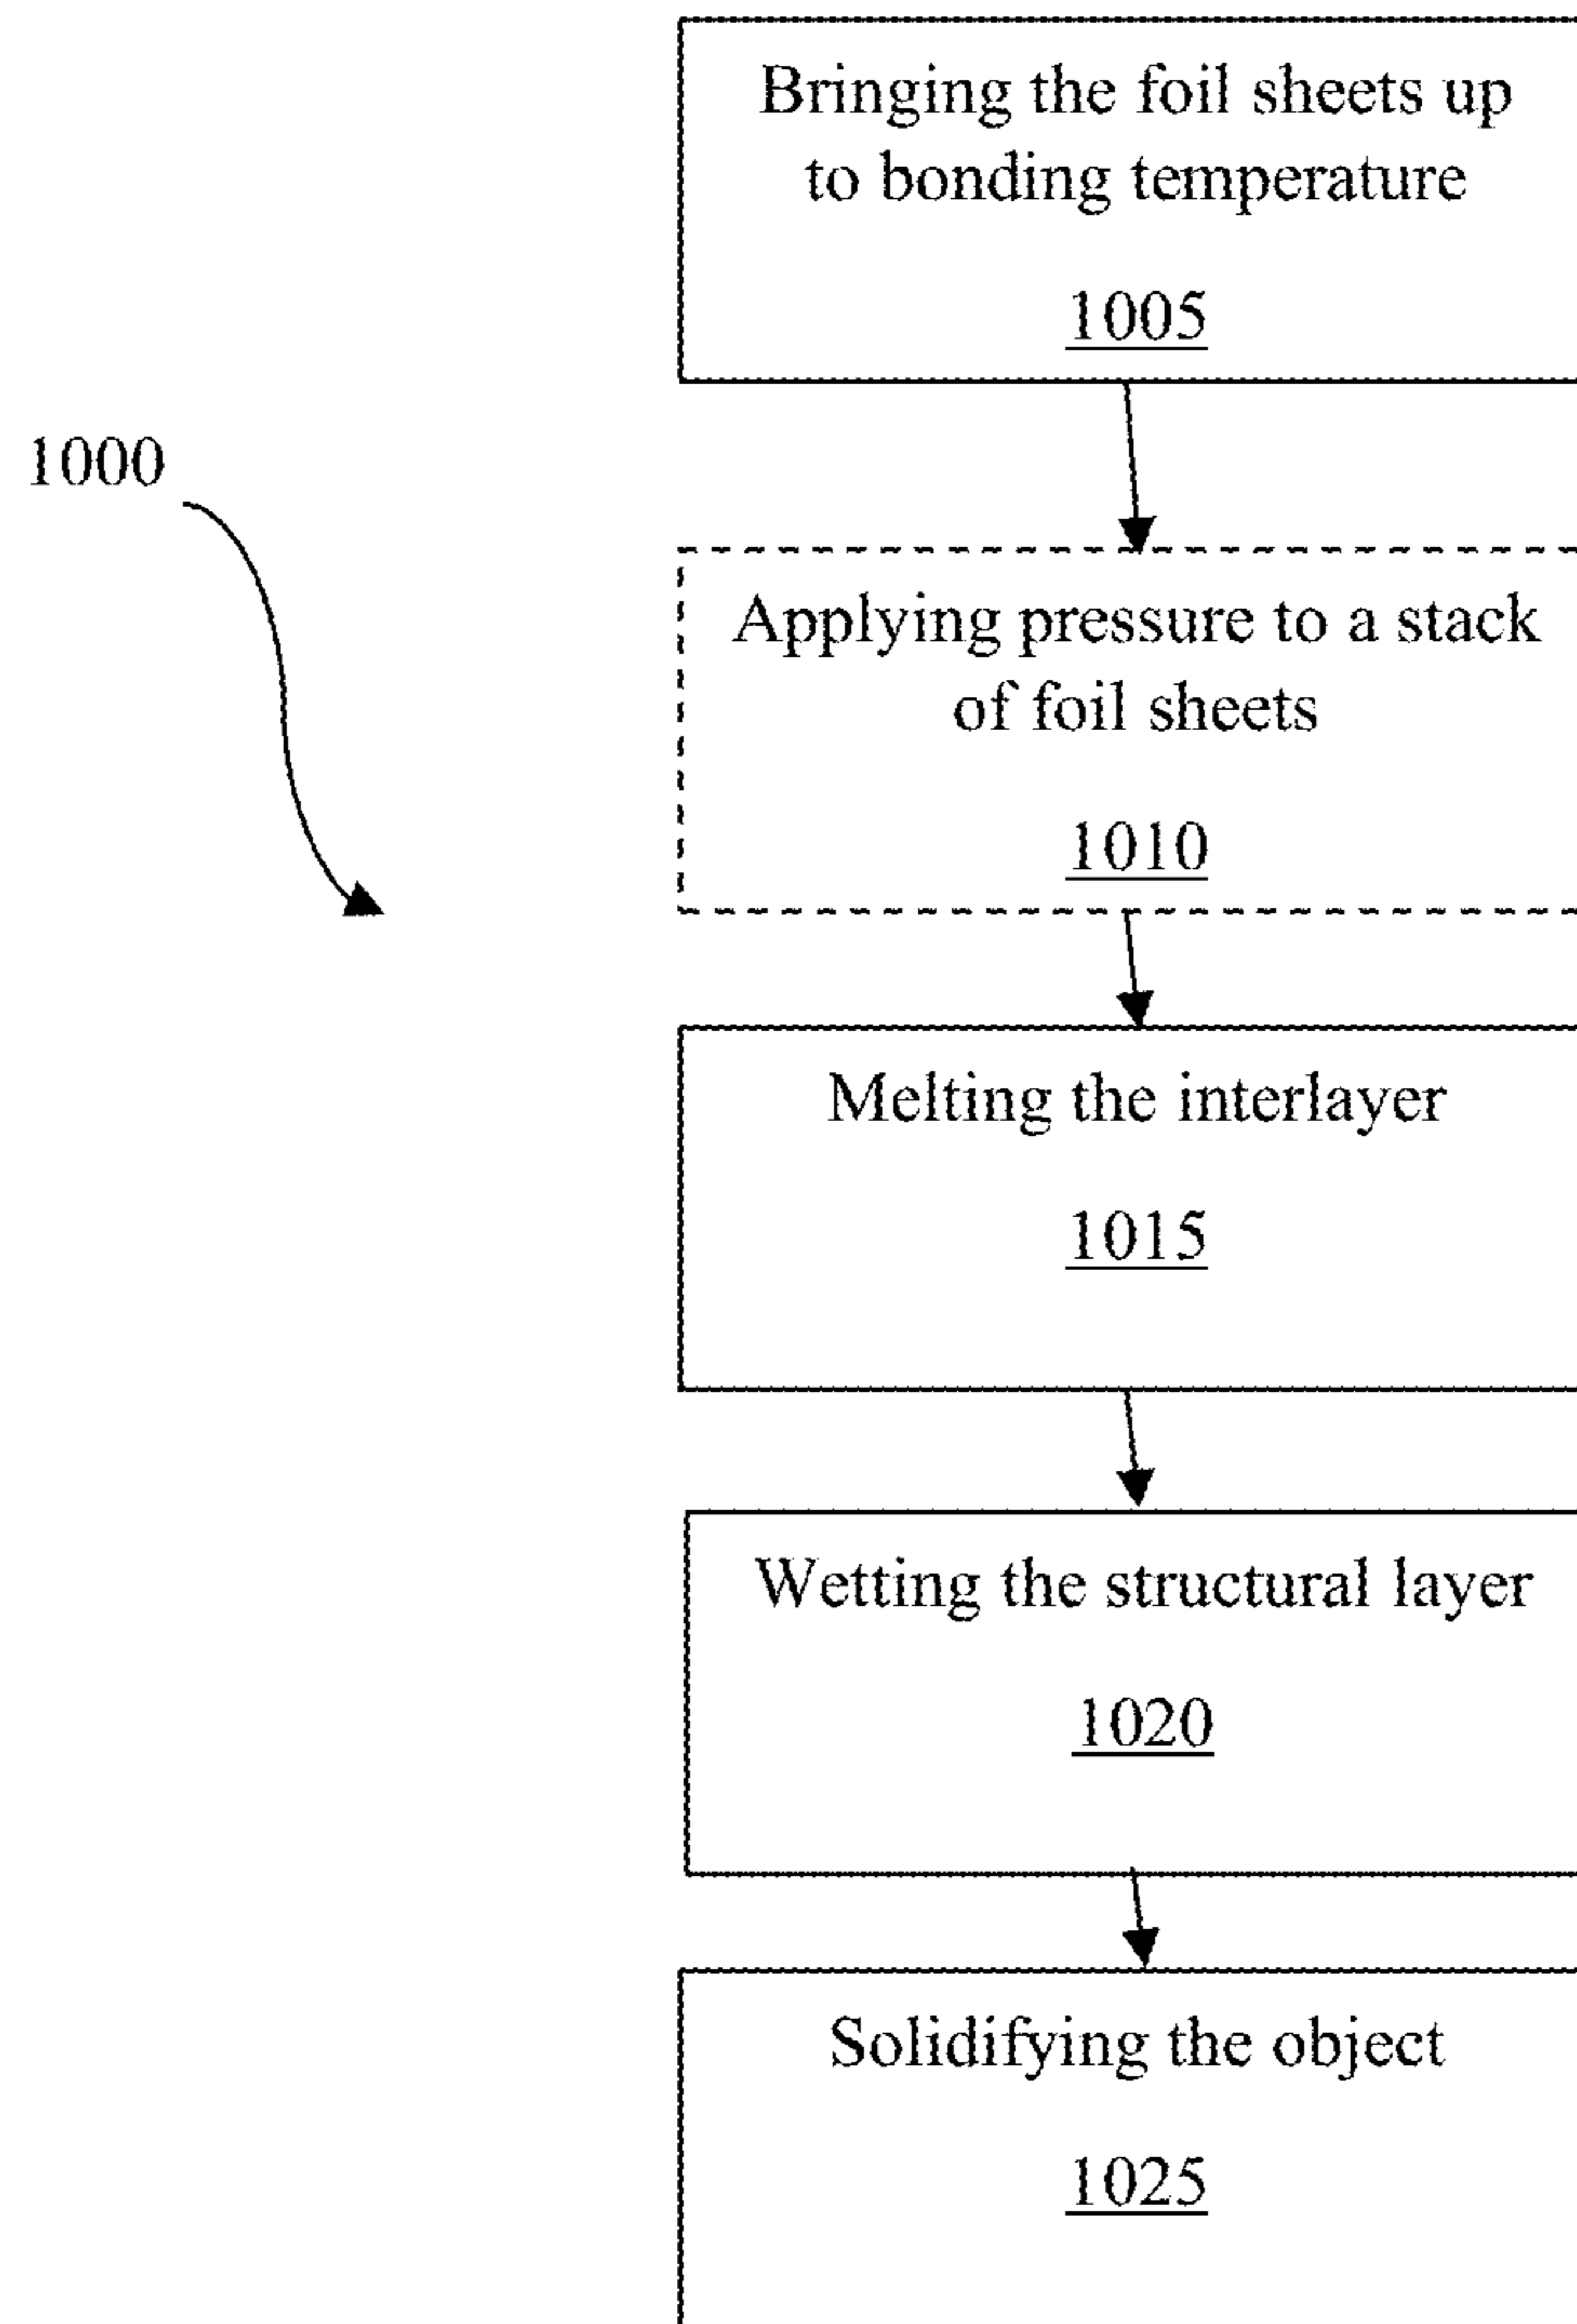 Bringing the foil sheets up
to bonding temperature
1005
1000
Applying pressure to a stack
of foil sheets
1010
Melting the interlayer
1015
Wetting the structural layer
1020
Solidifying the object
1025